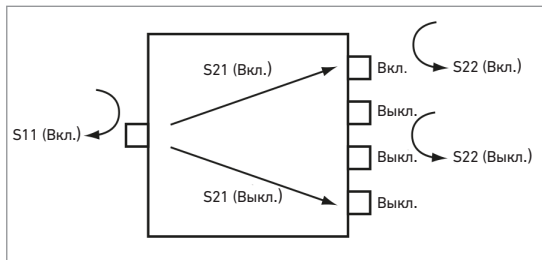 S21 (Вкл.)
Вкл.
S22 (Вкл.)
Выкл.
S11 (Вкл.)
Выкл.
S22 (Выкл.)
S21 (Выкл.)
Выкл.